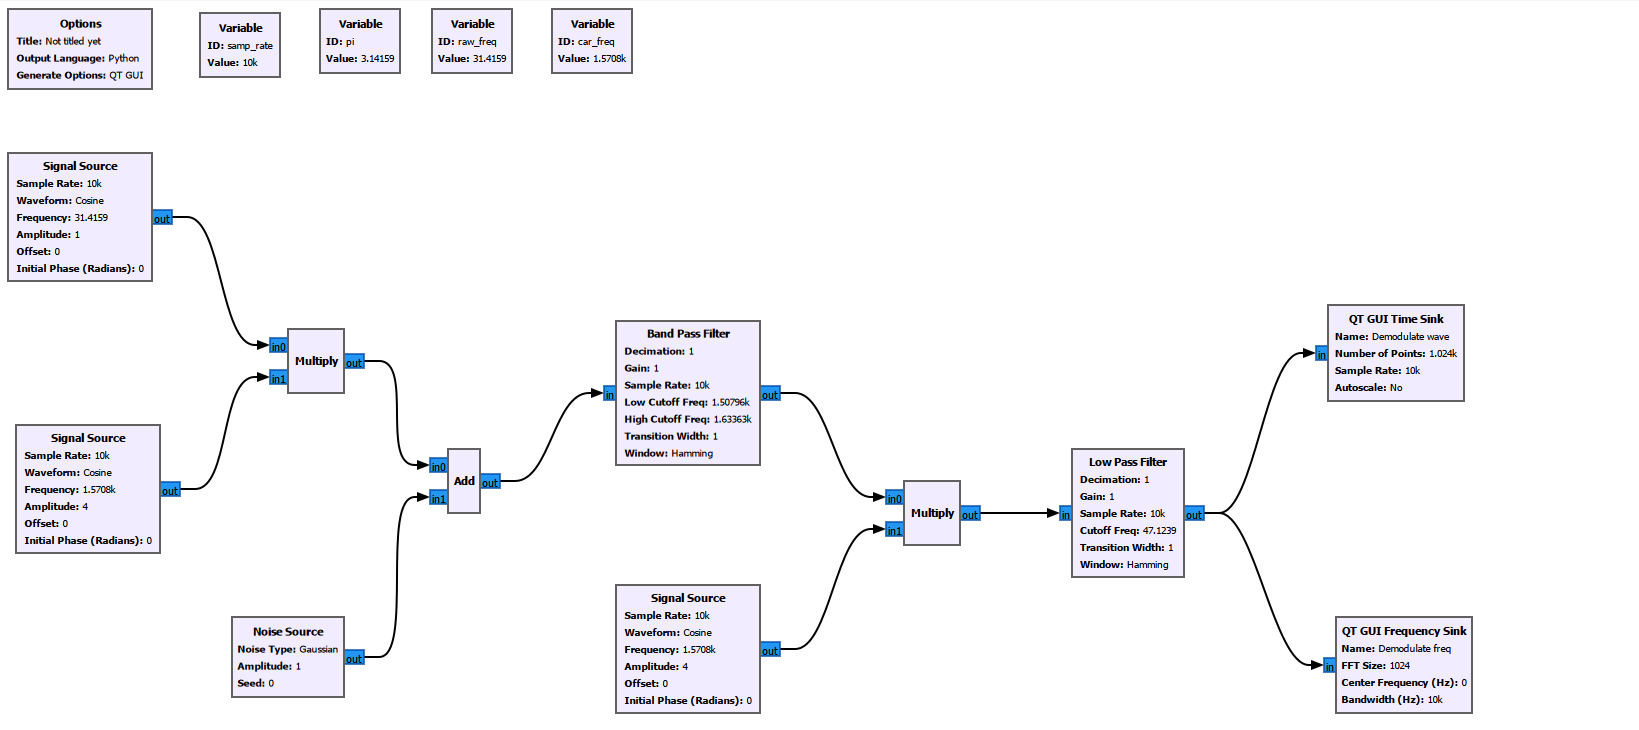 Options
Title: Not titled yet
Output Language: Python
Generate Options: QT GUI
Variable
ID: samp_rate
Value: 10k
Variable
ID: pi
Value: 3.14159
Variable
ID: raw_freq
Value: 31.4159
Variable
ID: car_freq
Value: 1.5708k
Signal Source
Sample Rate: 10k
Waveform: Cosine
Frequency: 31.4159
Amplitude: 1
Offset: 0
Initial Phase (Radians): 0
out
Signal Source
Sample Rate: 10k
Waveform: Cosine
Frequency: 1.5708k
Amplitude: 4
Offset: 0
Initial Phase (Radians): 0
out
in0
in1
Multiply
out
Noise Source
Noise Type: Gaussian
Amplitude: 1
Seed: 0
out
in0
in1
Add
out
in
Band Pass Filter
Decimation: 1
Gain: 1
Sample Rate: 10k
Low Cutoff Freq: 1.50796k
High Cutoff Freq: 1.63363k
Transition Width: 1
Window: Hamming
out
Signal Source
Sample Rate: 10k
Waveform: Cosine
Frequency: 1.5708k
Amplitude: 4
Offset: 0
Initial Phase (Radians): 0
out
in0
in1
Multiply
out
in
Low Pass Filter
Decimation: 1
Gain: 1
Sample Rate: 10k
Cutoff Freq: 47.1239
Transition Width: 1
Window: Hamming
out
in
QT GUI Time Sink
Name: Demodulate wave
Number of Points: 1.024k
Sample Rate: 10k
Autoscale: No
in
QT GUI Frequency Sink
Name: Demodulate freq
FFT Size: 1024
Center Frequency (Hz): 0
Bandwidth (Hz): 10k